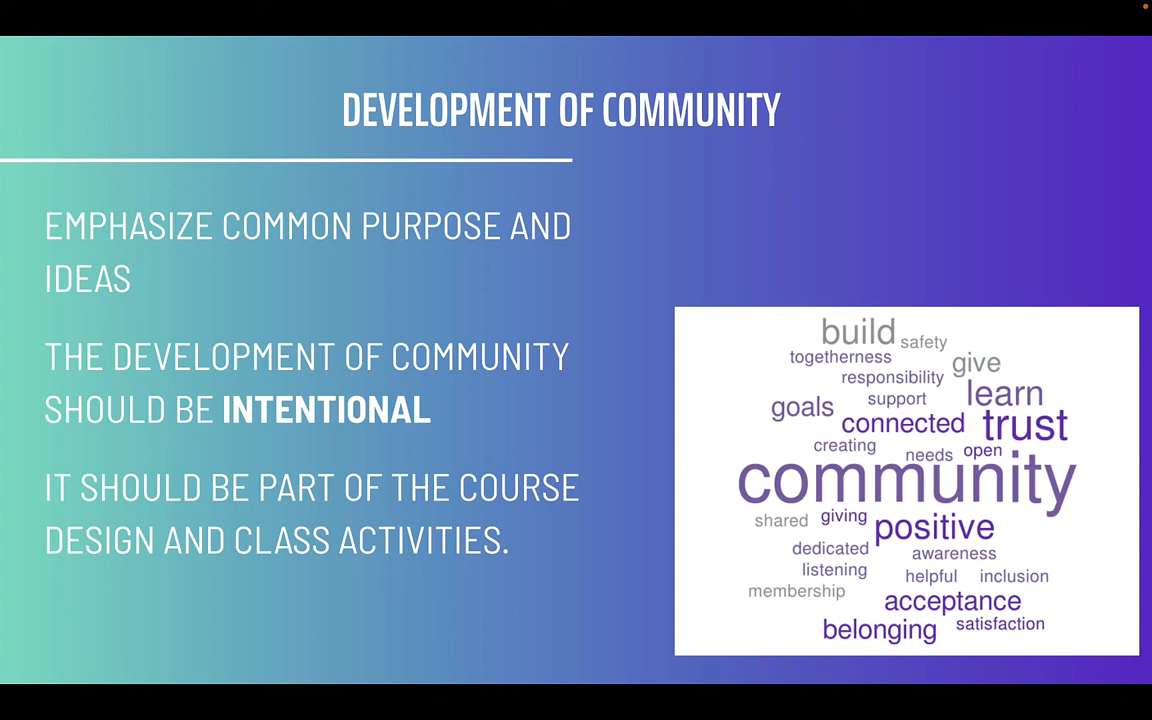 DEVELOPMENT OF COMMUNITY
EMPHASIZE COMMON PURPOSE AND
IDEAS
THE DEVELOPMENT OF COMMUNITY
SHOULD BE INTENTIONAL
IT SHOULD BE PART OF THE COURSE
DESIGN AND CLASS ACTIVITIES.
build
safety
togetherness
give
responsibility
learn
support
goals
connected
trust
creating
needs
open
community
shared
giving
positive
dedicated
awareness
listening
helpful
inclusion
membership
acceptance
belonging
satisfaction